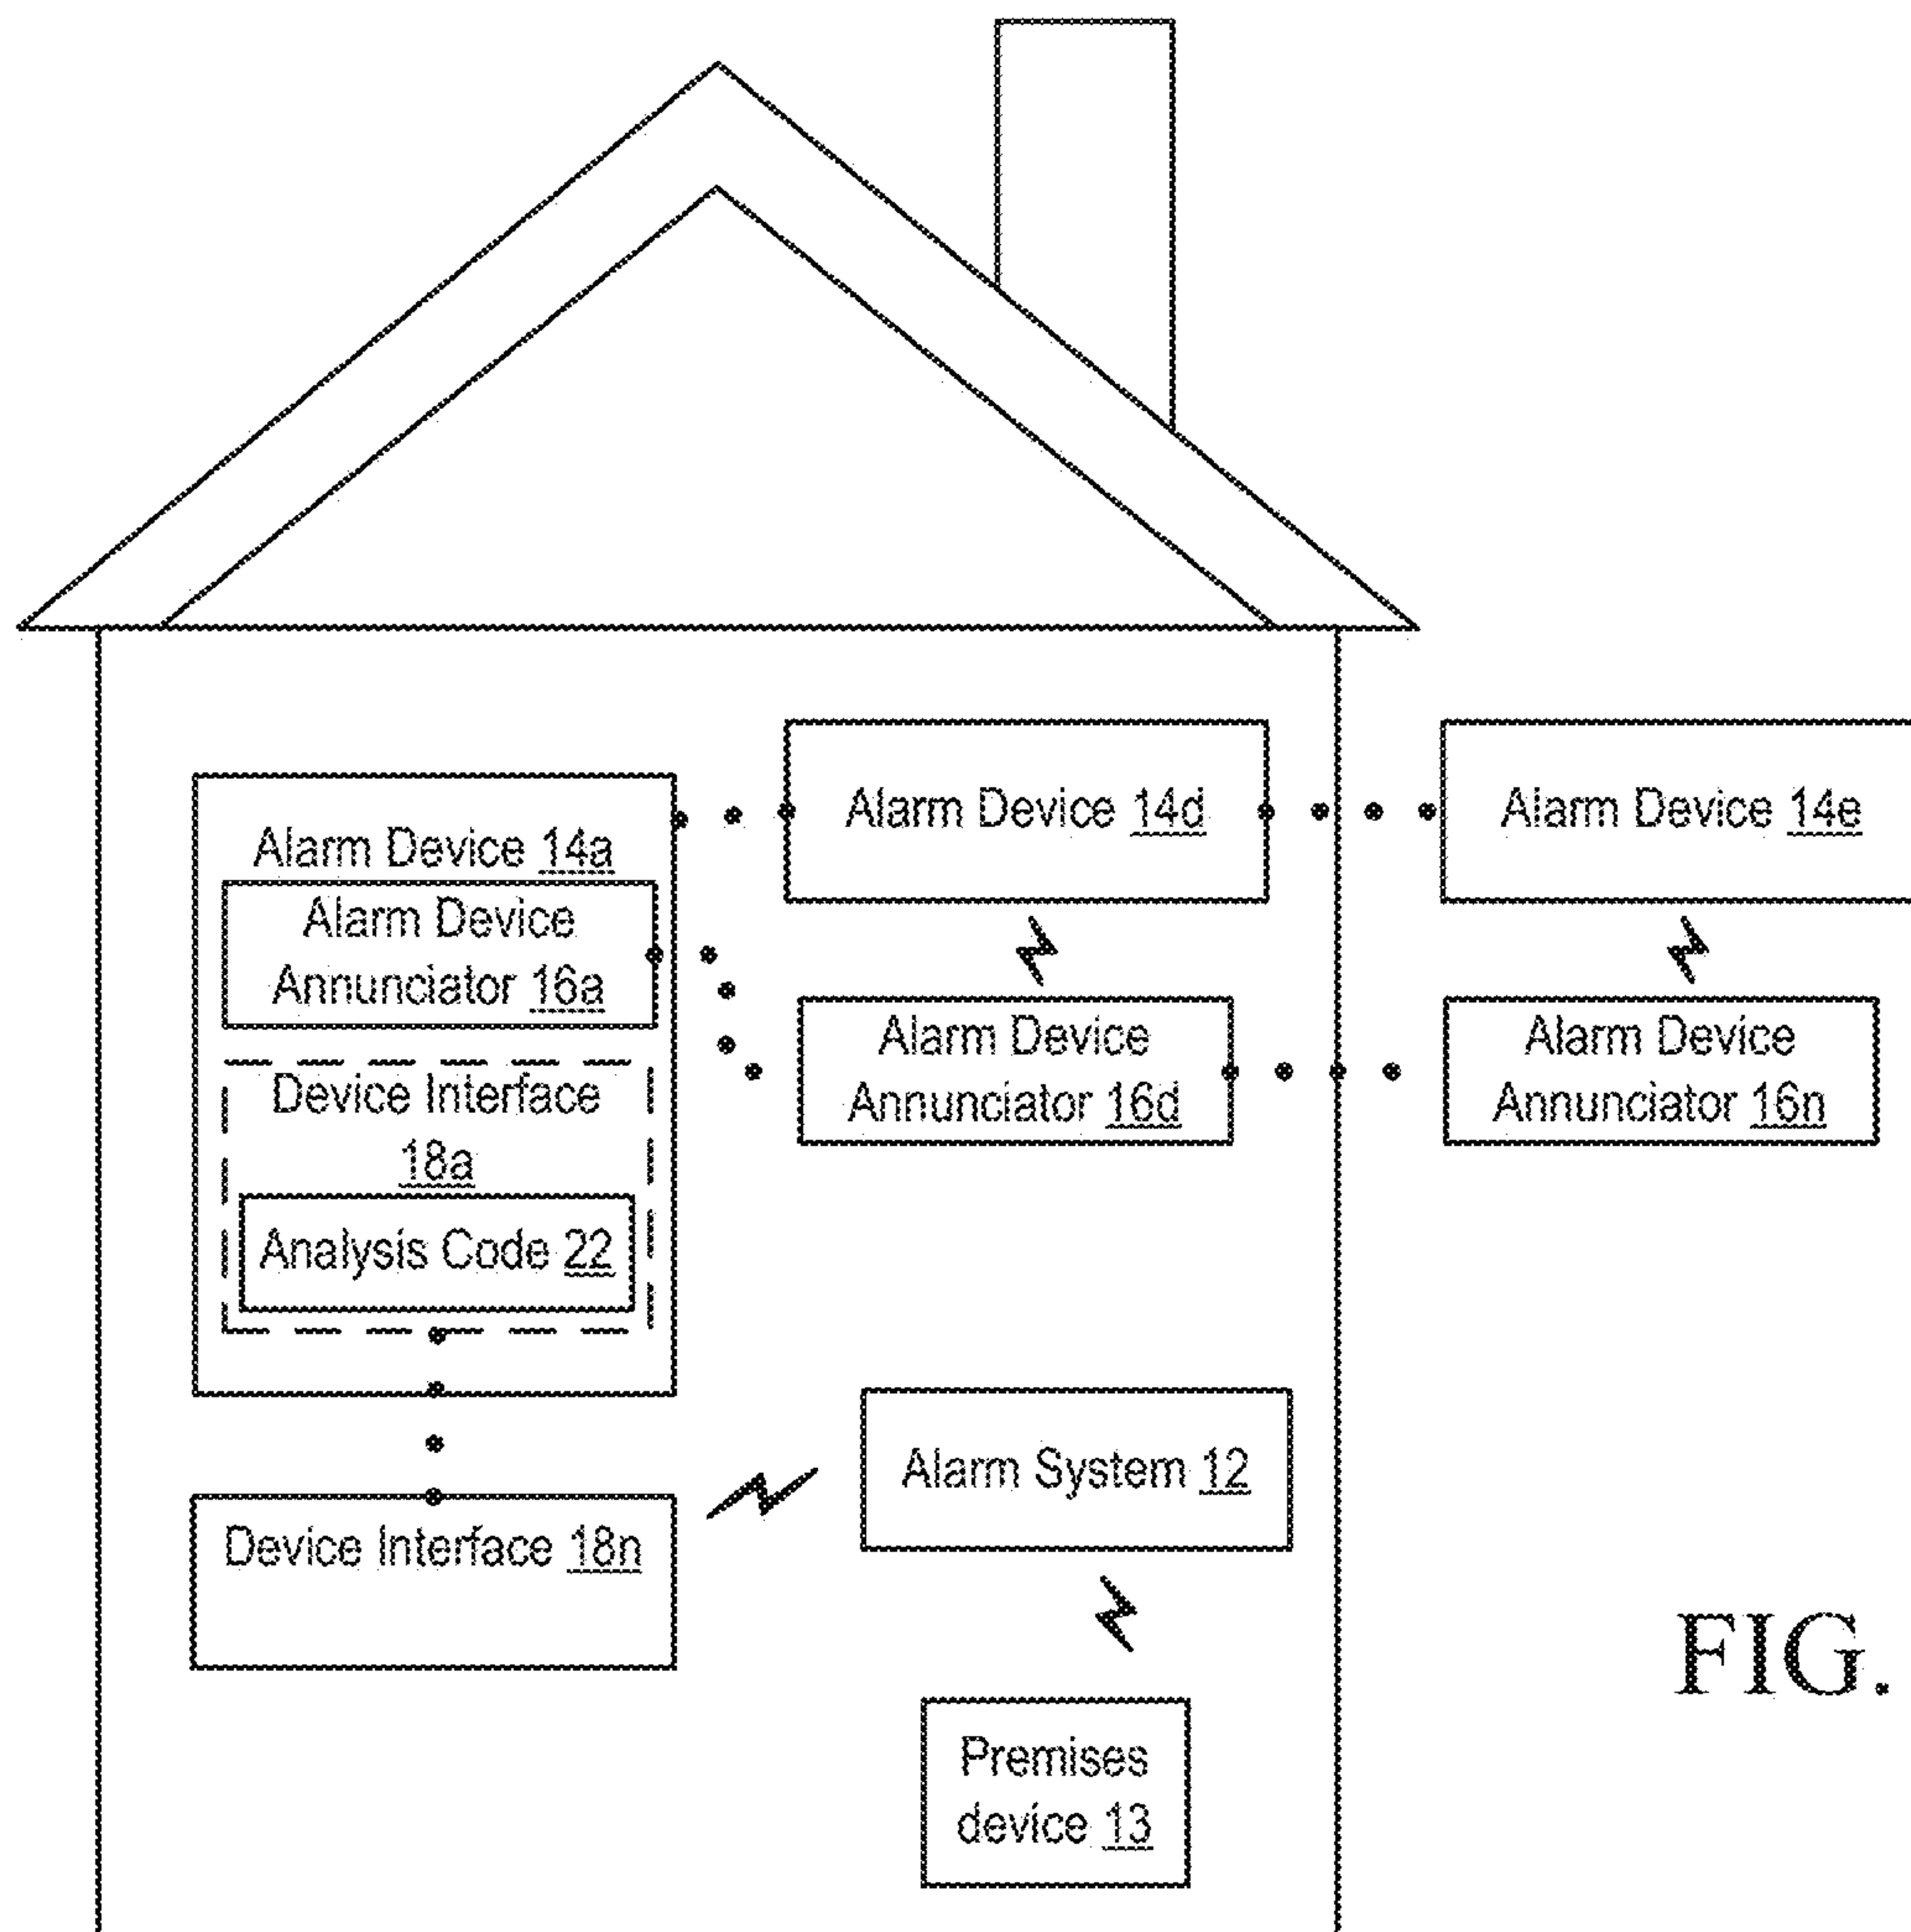 Alarm Device 14a
Alarm Device
Annunciator 16a
Device Interface
18a
Analysis Code 22
Alarm Device 14d
Alarm Device 14e
Alarm Device
Annunciator 16d
Alarm Device
Annunciator 16n
Device Interface 18n
Alarm System 12
Premises
device 13
FIG.